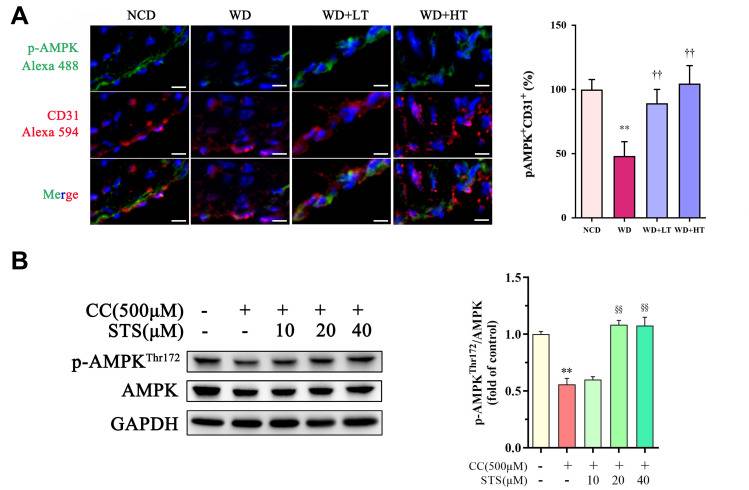 A
NCD WD WD+LT WD+HT
p-AMPK
Alexa 488
CD31
Alexa 594
Merge
pAMPK⁺CD31⁺ (%)
150
100
50
0
**
††
††
NCD WD WD+LT WD+HT
B
CC(500μM) - + + + +
STS(μM) - - 10 20 40
p-AMPKᵀʰʳ¹⁷²
AMPK
GAPDH
p-AMPKᵀʰʳ¹⁷²/AMPK
(fold of control)
1.5
1.0
0.5
0.0
**
§§
§§
CC(500μM) - + + + +
STS(μM) - - 10 20 40